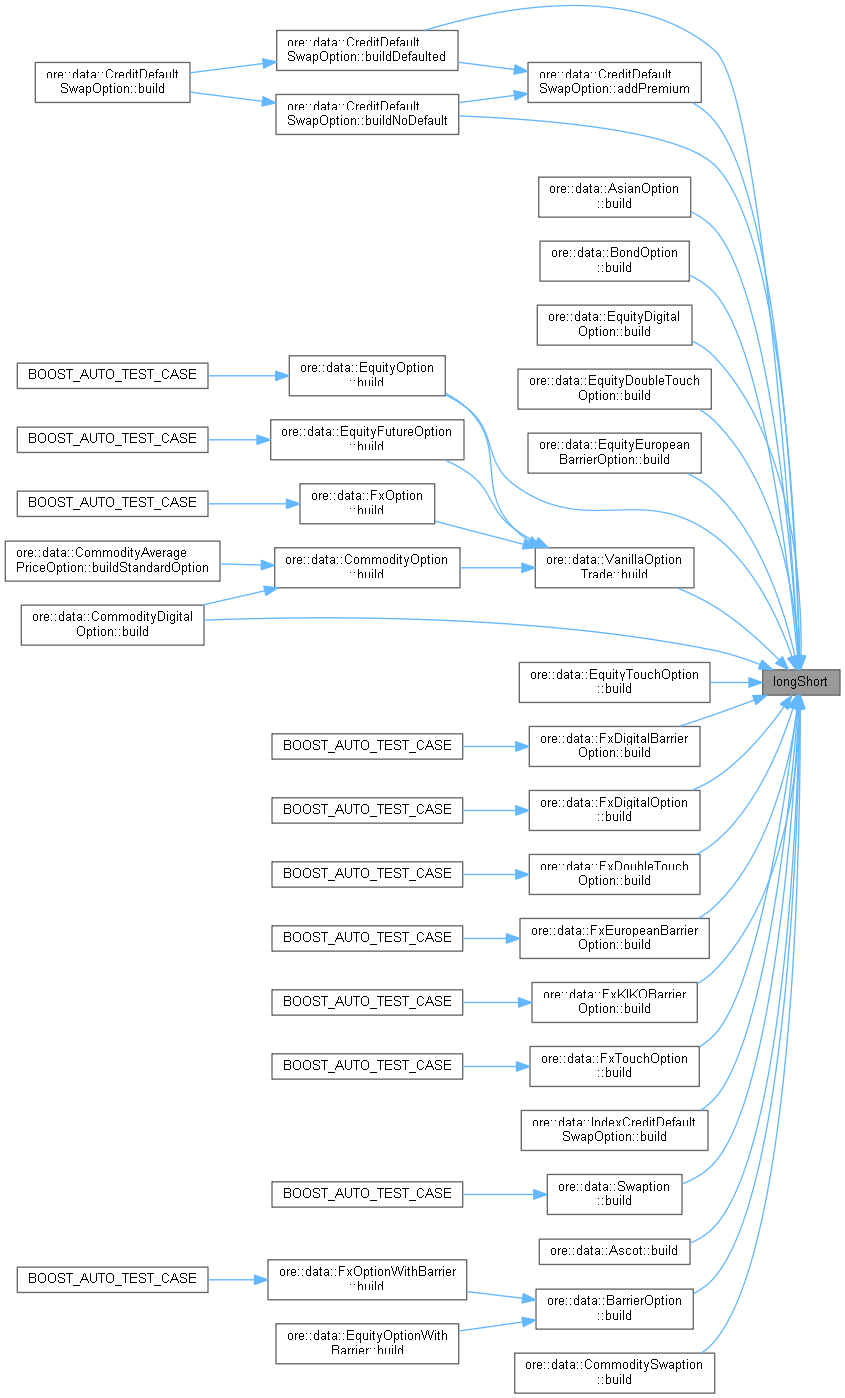 ore::data::CreditDefault
SwapOption::build
ore::data::CreditDefault
SwapOption::buildDefaulted
ore::data::CreditDefault
SwapOption::buildNoDefault
ore::data::CreditDefault
SwapOption::addPremium
ore::data::AsianOption
::build
ore::data::BondOption
::build
ore::data::EquityDigital
Option::build
ore::data::EquityDoubleTouch
Option::build
ore::data::EquityEuropean
BarrierOption::build
BOOST_AUTO_TEST_CASE
ore::data::EquityOption
::build
BOOST_AUTO_TEST_CASE
ore::data::EquityFutureOption
::build
BOOST_AUTO_TEST_CASE
ore::data::FxOption
::build
ore::data::CommodityAverage
PriceOption::buildStandardOption
ore::data::CommodityOption
::build
ore::data::VanillaOption
Trade::build
ore::data::CommodityDigital
Option::build
ore::data::EquityTouchOption
::build
longShort
BOOST_AUTO_TEST_CASE
ore::data::FxDigitalBarrier
Option::build
BOOST_AUTO_TEST_CASE
ore::data::FxDigitalOption
::build
BOOST_AUTO_TEST_CASE
ore::data::FxDoubleTouch
Option::build
BOOST_AUTO_TEST_CASE
ore::data::FxEuropeanBarrier
Option::build
BOOST_AUTO_TEST_CASE
ore::data::FxKIKOBarrier
Option::build
BOOST_AUTO_TEST_CASE
ore::data::FxTouchOption
::build
ore::data::IndexCreditDefault
SwapOption::build
BOOST_AUTO_TEST_CASE
ore::data::Swaption
::build
ore::data::Ascot::build
BOOST_AUTO_TEST_CASE
ore::data::FxOptionWithBarrier
::build
ore::data::BarrierOption
::build
ore::data::EquityOptionWith
Barrier::build
ore::data::CommoditySwaption
::build